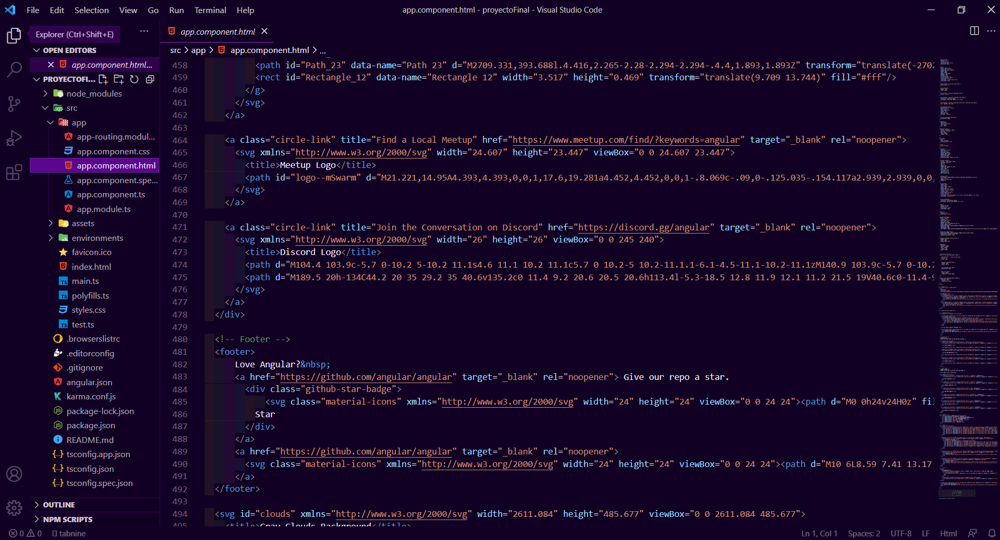 File Edit Selection View Go Run Terminal Help
app.component.html - proyectoFinal - Visual Studio Code
Explorer (Ctrl+Shift+E)
OPEN EDITORS
app.component.html...
PROYECTOFI...
node_modules
src
app
app-routing.modul...
app.component.css
app.component.html
app.component.spe...
app.component.ts
app.module.ts
assets
environments
favicon.ico
index.html
main.ts
polyfills.ts
styles.css
test.ts
.browserslistrc
.editorconfig
.gitignore
angular.json
karma.conf.js
package-lock.json
package.json
README.md
tsconfig.app.json
tsconfig.json
tsconfig.spec.json
OUTLINE
NPM SCRIPTS
app.component.html
src > app > app.component.html > ...
458 <path id="Path_23" data-name="Path 23" d="M2709.331,393.688l.4.416,2.265-2.28-2.294-2.294-.4.4,1.893,1.893Z" transform="translate(-2702
459 <rect id="Rectangle_12" data-name="Rectangle 12" width="3.517" height="0.469" transform="translate(9.709 13.744)" fill="#fff"/>
460 </g>
461 </svg>
462 </a>
463
464 <a class="circle-link" title="Find a Local Meetup" href="https://www.meetup.com/find/?keywords=angular" target="_blank" rel="noopener">
465 <svg xmlns="http://www.w3.org/2000/svg" width="24.607" height="23.447" viewBox="0 0 24.607 23.447">
466 <title>Meetup Logo</title>
467 <path id="logo--mSwarm" d="M21.221,14.95A4.393,4.393,0,0,1,17.6,19.281a4.452,4.452,0,0,1-.8.069c-.09,0-.125.035-.154.117a2.939,2.939,0,0,
468 </svg>
469 </a>
470
471 <a class="circle-link" title="Join the Conversation on Discord" href="https://discord.gg/angular" target="_blank" rel="noopener">
472 <svg xmlns="http://www.w3.org/2000/svg" width="26" height="26" viewBox="0 0 245 240">
473 <title>Discord Logo</title>
474 <path d="M104.4 103.9c-5.7 0-10.2 5-10.2 11.1s4.6 11.1 10.2 11.1c5.7 0 10.2-5 10.2-11.1.1-6.1-4.5-11.1-10.2-11.1zM140.9 103.9c-5.7 0-10.2
475 <path d="M189.5 20h-134C44.2 20 35 29.2 35 40.6v135.2c0 11.4 9.2 20.6 20.5 20.6h113.4l-5.3-18.5 12.8 11.9 12.1 11.2 21.5 19V40.6c0-11.4-9
476 </svg>
477 </a>
478 </div>
479
480 <!-- Footer -->
481 <footer>
482 Love Angular?&nbsp;
483 <a href="https://github.com/angular/angular" target="_blank" rel="noopener"> Give our repo a star.
484 <div class="github-star-badge">
485 <svg class="material-icons" xmlns="http://www.w3.org/2000/svg" width="24" height="24" viewBox="0 0 24 24"><path d="M0 0h24v24H0z" fil
486 Star
487 </div>
488 </a>
489 <a href="https://github.com/angular/angular" target="_blank" rel="noopener">
490 <svg class="material-icons" xmlns="http://www.w3.org/2000/svg" width="24" height="24" viewBox="0 0 24 24"><path d="M10 6L8.59 7.41 13.17
491 </a>
492 </footer>
493
494 <svg id="clouds" xmlns="http://www.w3.org/2000/svg" width="2611.084" height="485.677" viewBox="0 0 2611.084 485.677">
495 <title>Gray Clouds Background</title>
0 0 tabnine
Ln 1, Col 1 Spaces: 2 UTF-8 LF Html